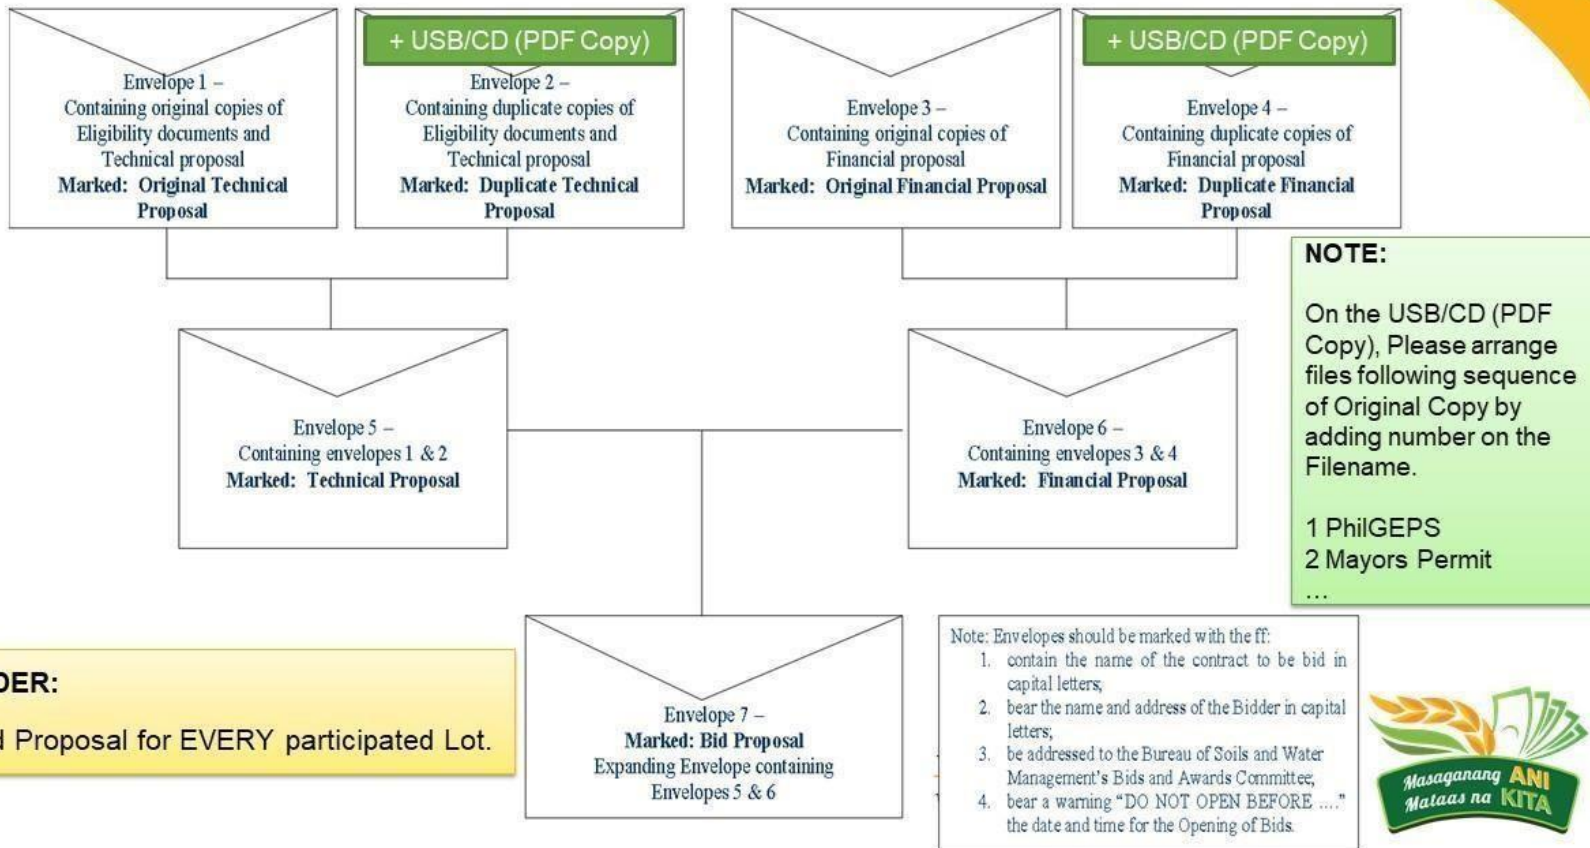 + USB/CD (PDF Copy)
+ USB/CD (PDF Copy)
Envelope 1 –
Containing original copies of
Eligibility documents and
Technical proposal
Marked: Original Technical
Proposal
Envelope 2 –
Containing duplicate copies of
Eligibility documents and
Technical proposal
Marked: Duplicate Technical
Proposal
Envelope 3 –
Containing original copies of
Financial proposal
Marked: Original Financial Proposal
Envelope 4 –
Containing duplicate copies of
Financial proposal
Marked: Duplicate Financial
Proposal
NOTE:
On the USB/CD (PDF
Copy), Please arrange
files following sequence
of Original Copy by
adding number on the
Filename.
1 PhilGEPS
2 Mayors Permit
...
Envelope 5 –
Containing envelopes 1 & 2
Marked: Technical Proposal
Envelope 6 –
Containing envelopes 3 & 4
Marked: Financial Proposal
DER:
Proposal for EVERY participated Lot.
Envelope 7 –
Marked: Bid Proposal
Expanding Envelope containing
Envelopes 5 & 6
Note: Envelopes should be marked with the ff:
1. contain the name of the contract to be bid in
capital letters;
2. bear the name and address of the Bidder in capital
letters;
3. be addressed to the Bureau of Soils and Water
Management's Bids and Awards Committee;
4. bear a warning “DO NOT OPEN BEFORE ....”
the date and time for the Opening of Bids.
Masaganang ANI
Mataas na KITA